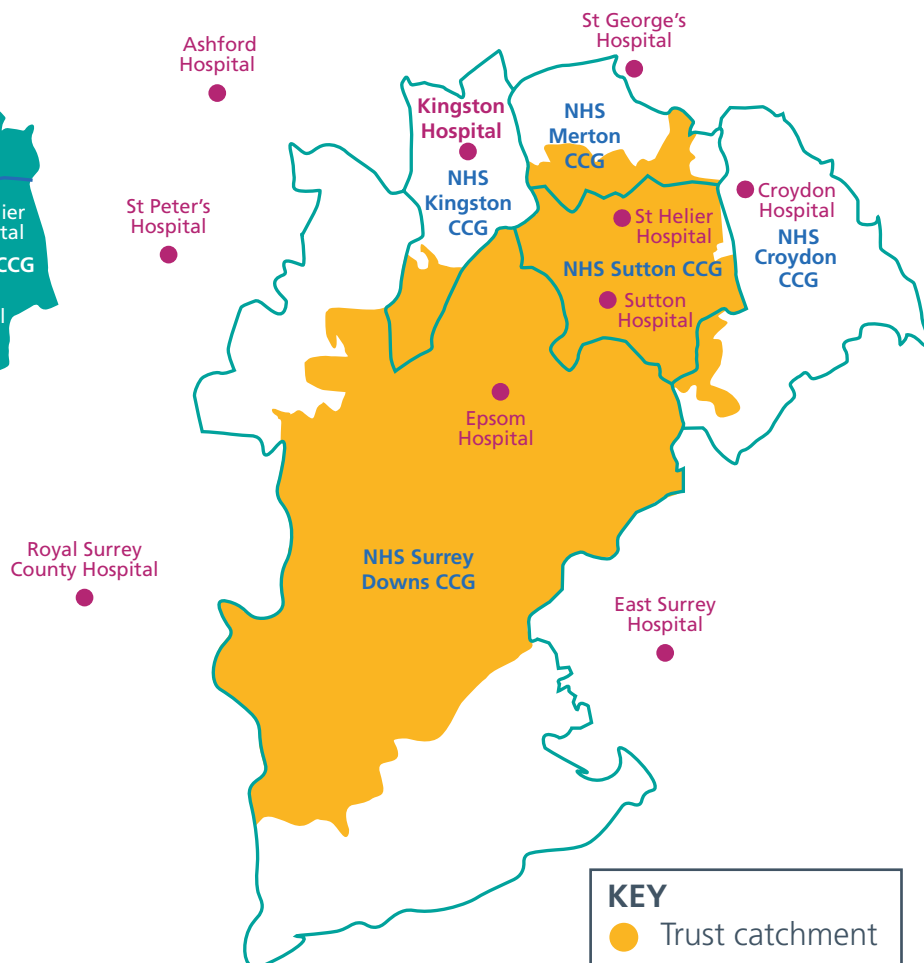 St George's
Hospital
Ashford
Hospital
Kingston
Hospital
NHS
Merton
CCG
NHS
Kingston
CCG
St Peter's
Hospital
Croydon
Hospital
NHS
Croydon
CCG
St Helier
Hospital
NHS Sutton CCG
Sutton
Hospital
CCG
Epsom
Hospital
NHS Surrey
Downs CCG
Royal Surrey
County Hospital
East Surrey
Hospital
KEY
Trust catchment